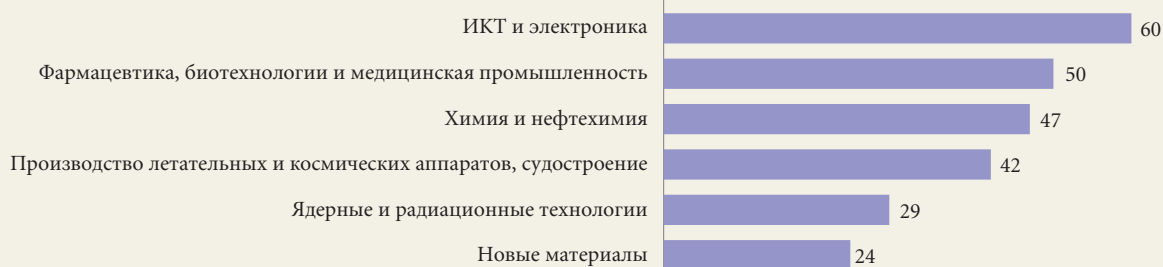 ИКТ и электроника 60
Фармацевтика, биотехнологии и медицинская промышленность 50
Химия и нефтехимия 47
Производство летательных и космических аппаратов, судостроение 42
Ядерные и радиационные технологии 29
Новые материалы 24